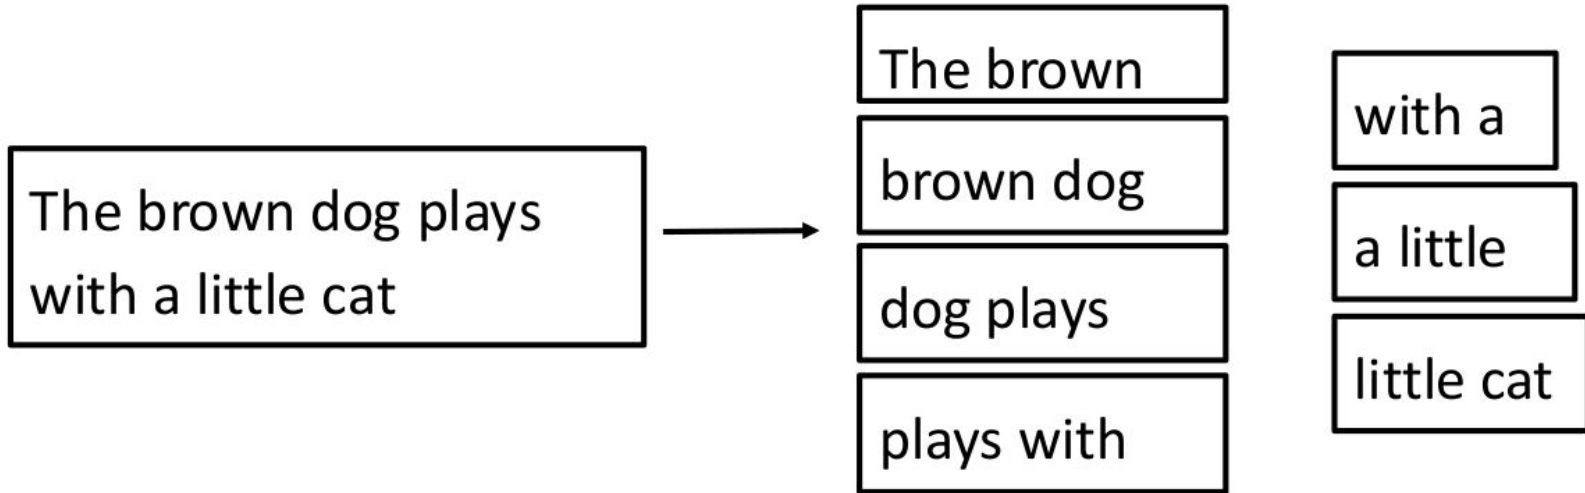 The brown dog plays
with a little cat
The brown
brown dog
dog plays
plays with
with a
a little
little cat